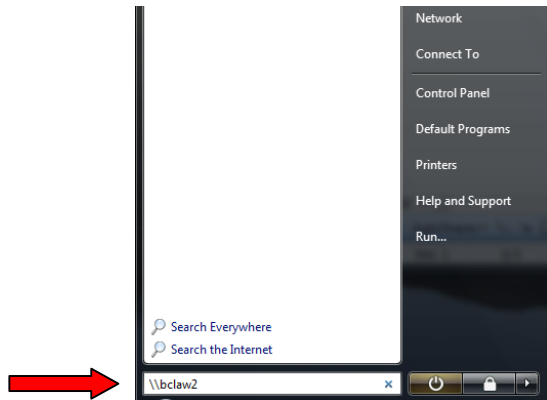 Network
Connect To
Control Panel
Default Programs
Printers
Help and Support
Run...
Search Everywhere
Search the Internet
\\bclaw2